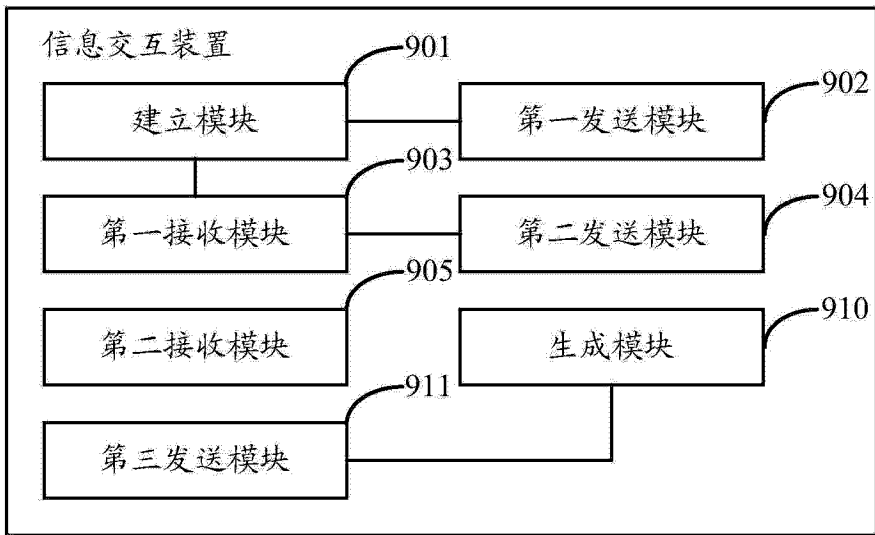 信息交互装置
901
建立模块
902
第一发送模块
903
第一接收模块
904
第二发送模块
905
第二接收模块
910
生成模块
911
第三发送模块